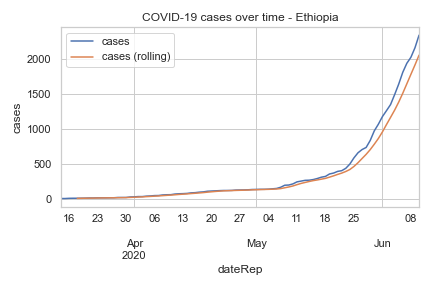 COVID-19 cases over time - Ethiopia
cases
cases (rolling)
cases
2000
1500
1000
500
0
16 23 30 06 13 20 27 04 11 18 25 08
Apr May Jun
2020
dateRep